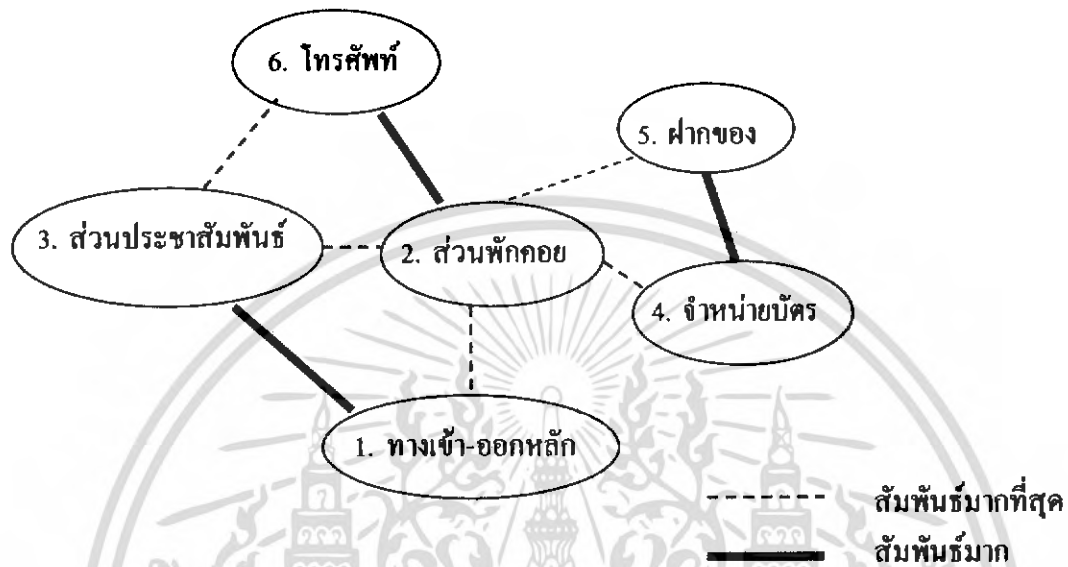 6. โทรศัพท์
5. ฝากของ
3. ส่วนประชาสัมพันธ์
2. ส่วนพักคอย
4. จำหน่ายบัตร
1. ทางเข้า-ออกหลัก
สัมพันธ์มากที่สุด
สัมพันธ์มาก